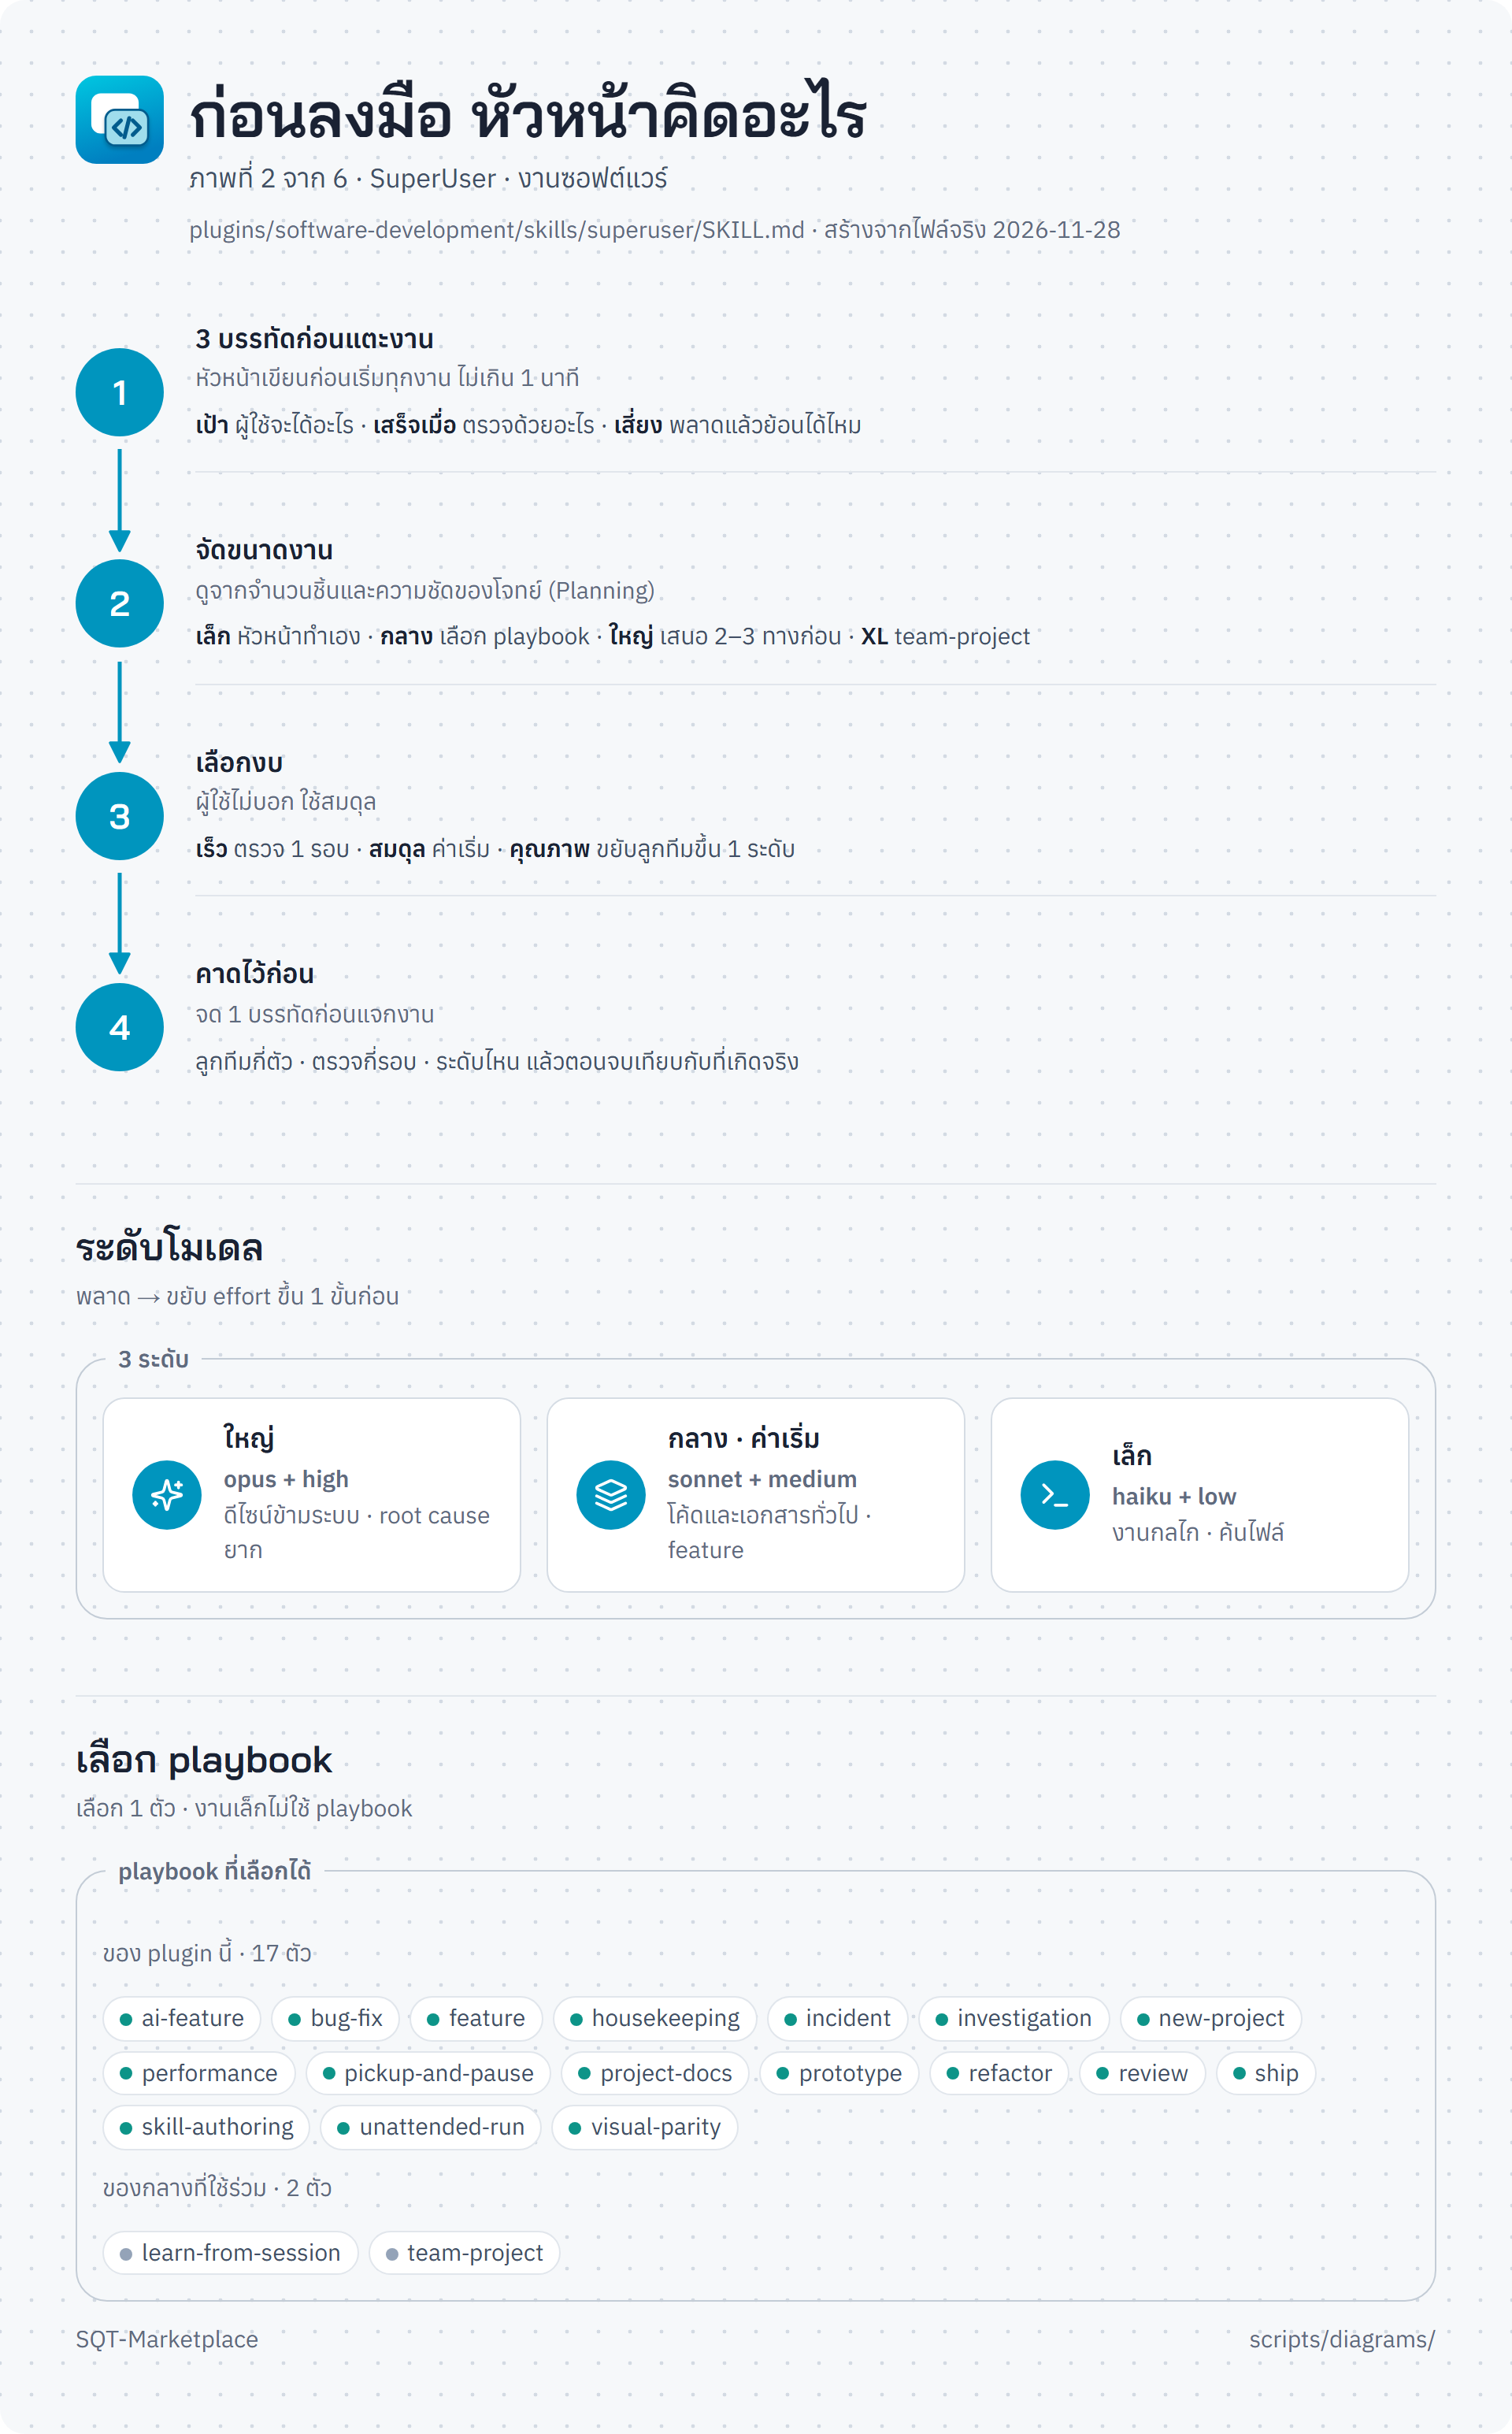 ก่อนลงมือ หัวหน้าคิดอะไร
ภาพที่ 2 จาก 6 · SuperUser · งานซอฟต์แวร์
plugins/software-development/skills/superuser/SKILL.md · สร้างจากไฟล์จริง 2026-11-28
1
3 บรรทัดก่อนแตะงาน
หัวหน้าเขียนก่อนเริ่มทุกงาน ไม่เกิน 1 นาที
เป้า ผู้ใช้จะได้อะไร · เสร็จเมื่อ ตรวจด้วยอะไร · เสี่ยง พลาดแล้วย้อนได้ไหม
2
จัดขนาดงาน
ดูจากจำนวนชิ้นและความชัดของโจทย์ (Planning)
เล็ก หัวหน้าทำเอง · กลาง เลือก playbook · ใหญ่ เสนอ 2–3 ทางก่อน · XL team-project
3
เลือกงบ
ผู้ใช้ไม่บอก ใช้สมดุล
เร็ว ตรวจ 1 รอบ · สมดุล ค่าเริ่ม · คุณภาพ ขยับลูกทีมขึ้น 1 ระดับ
4
คาดไว้ก่อน
จด 1 บรรทัดก่อนแจกงาน
ลูกทีมกี่ตัว · ตรวจกี่รอบ · ระดับไหน แล้วตอนจบเทียบกับที่เกิดจริง
ระดับโมเดล
พลาด → ขยับ effort ขึ้น 1 ขั้นก่อน
3 ระดับ
ใหญ่
opus + high
ดีไซน์ข้ามระบบ · root cause
ยาก
กลาง · ค่าเริ่ม
sonnet + medium
โค้ดและเอกสารทั่วไป ·
feature
เล็ก
haiku + low
งานกลไก · ค้นไฟล์
เลือก playbook
เลือก 1 ตัว · งานเล็กไม่ใช้ playbook
playbook ที่เลือกได้
ของ plugin นี้ · 17 ตัว
ai-feature bug-fix feature housekeeping incident investigation new-project
performance pickup-and-pause project-docs prototype refactor review ship
skill-authoring unattended-run visual-parity
ของกลางที่ใช้ร่วม · 2 ตัว
learn-from-session team-project
SQT-Marketplace scripts/diagrams/